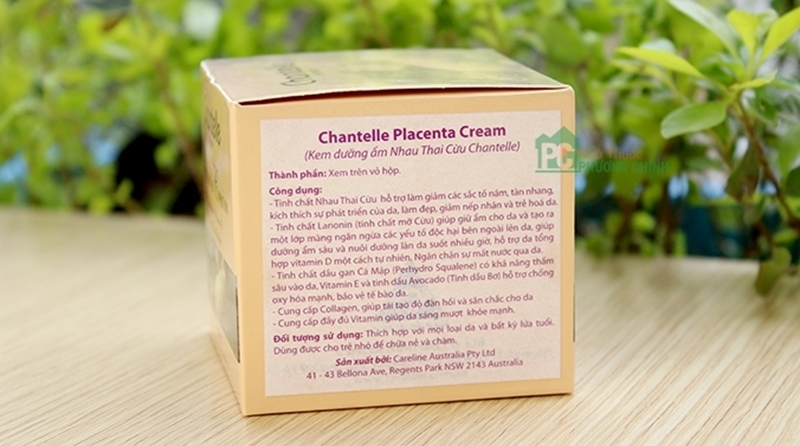 Chantelle Placenta Cream
(Kem dưỡng ẩm Nhau Thai Cừu Chantelle)
Thành phần: Xem trên vỏ hộp.
Công dụng:
- Tinh chất Nhau Thai Cừu hỗ trợ làm giảm các sắc tố nám, tàn nhang,
kích thích sự phát triển của da, làm đẹp, giảm nếp nhăn và trẻ hoá da.
- Tinh chất Lanonin (tinh chất mỡ Cừu) giúp giữ ẩm cho da và tạo ra
một lớp màng ngăn ngừa các yếu tố độc hại bên ngoài lên da, giúp
dưỡng ẩm sâu và nuôi dưỡng làn da suốt nhiều giờ, hỗ trợ da tổng
hợp vitamin D một cách tự nhiên, Ngăn chặn sự mất nước qua da.
- Tinh chất dầu gan Cá Mập (Perhydro Squalene) có khả năng thẩm
sâu vào da, Vitamin E và tinh dầu Avocado (Tinh dầu Bơ) hỗ trợ chống
oxy hóa mạnh, bảo vệ tế bào da.
- Cung cấp Collagen, giúp tái tạo độ đàn hồi và săn chắc cho da
- Cung cấp đầy đủ Vitamin giúp da sáng mượt khỏe mạnh.
Đối tượng sử dụng: Thích hợp với mọi loại da và bất kỳ lứa tuổi.
Dùng được cho trẻ nhỏ để chữa nẻ và chàm.
Sản xuất bởi: Careline Australia Pty Ltd
41 - 43 Bellona Ave, Regents Park NSW 2143 Australia
PC
PHƯƠNG CHINH